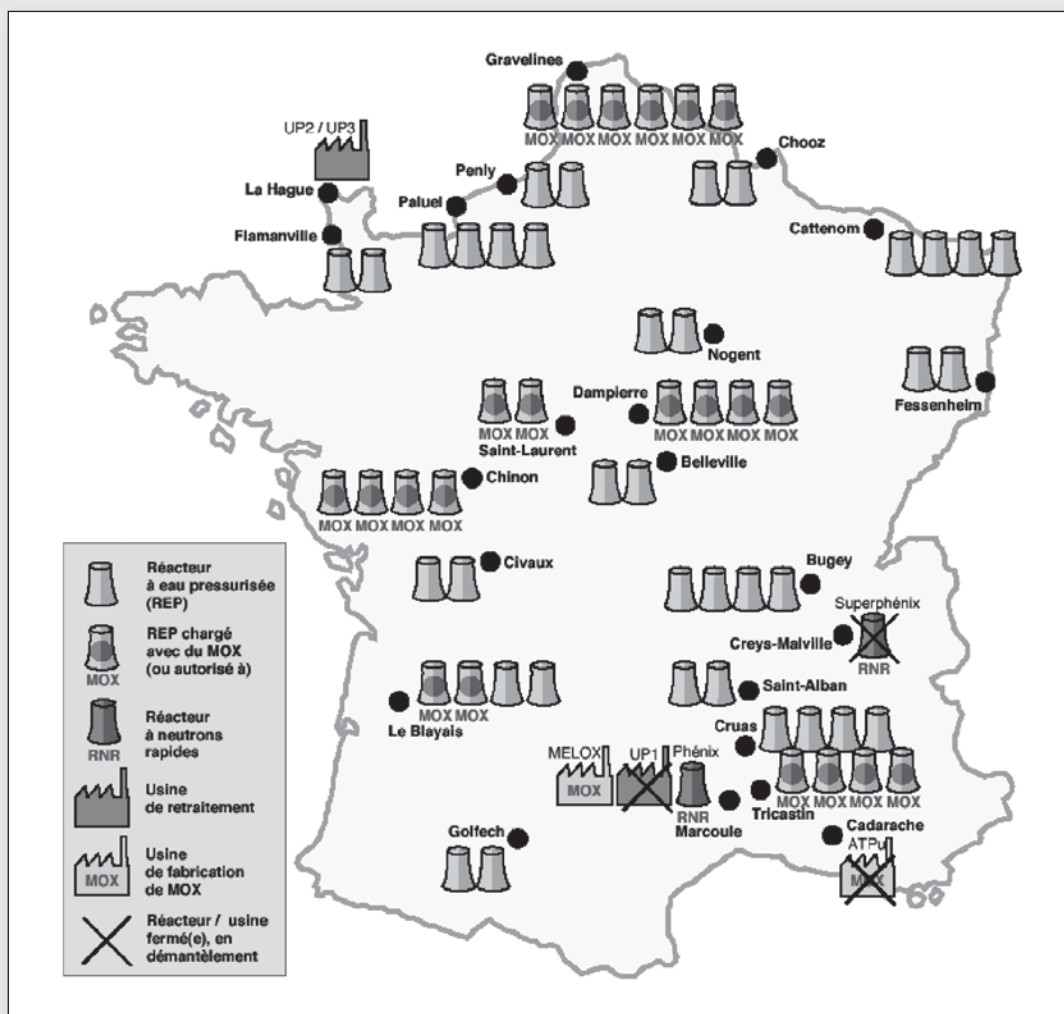 Gravelines
MOX MOX MOX MOX MOX MOX
UP2 / UP3
Chooz
Penly
La Hague
Paluel
Flamanville
Cattenom
Nogent
Fessenheim
Dampierre
MOX MOX MOX MOX
MOX MOX
Saint-Laurent
Belleville
Chinon
MOX MOX MOX MOX
Civaux
Bugey
Superphénix
Creys-Malville
RNR
Saint-Alban
MOX MOX
Le Blayais
Cruas
MELOX
UP1
Phénix
MOX
RNR
Marcoule
MOX MOX MOX MOX
Tricastin
Golfech
Cadarache
ATPu
MOX
Réacteur
à eau pressurisée
(REP)
REP chargé
avec du MOX
(ou autorisé à)
MOX
Réacteur
à neutrons
rapides
RNR
Usine
de retraitement
Usine
de fabrication
de MOX
MOX
Réacteur / usine
fermé(e), en
démantèlement